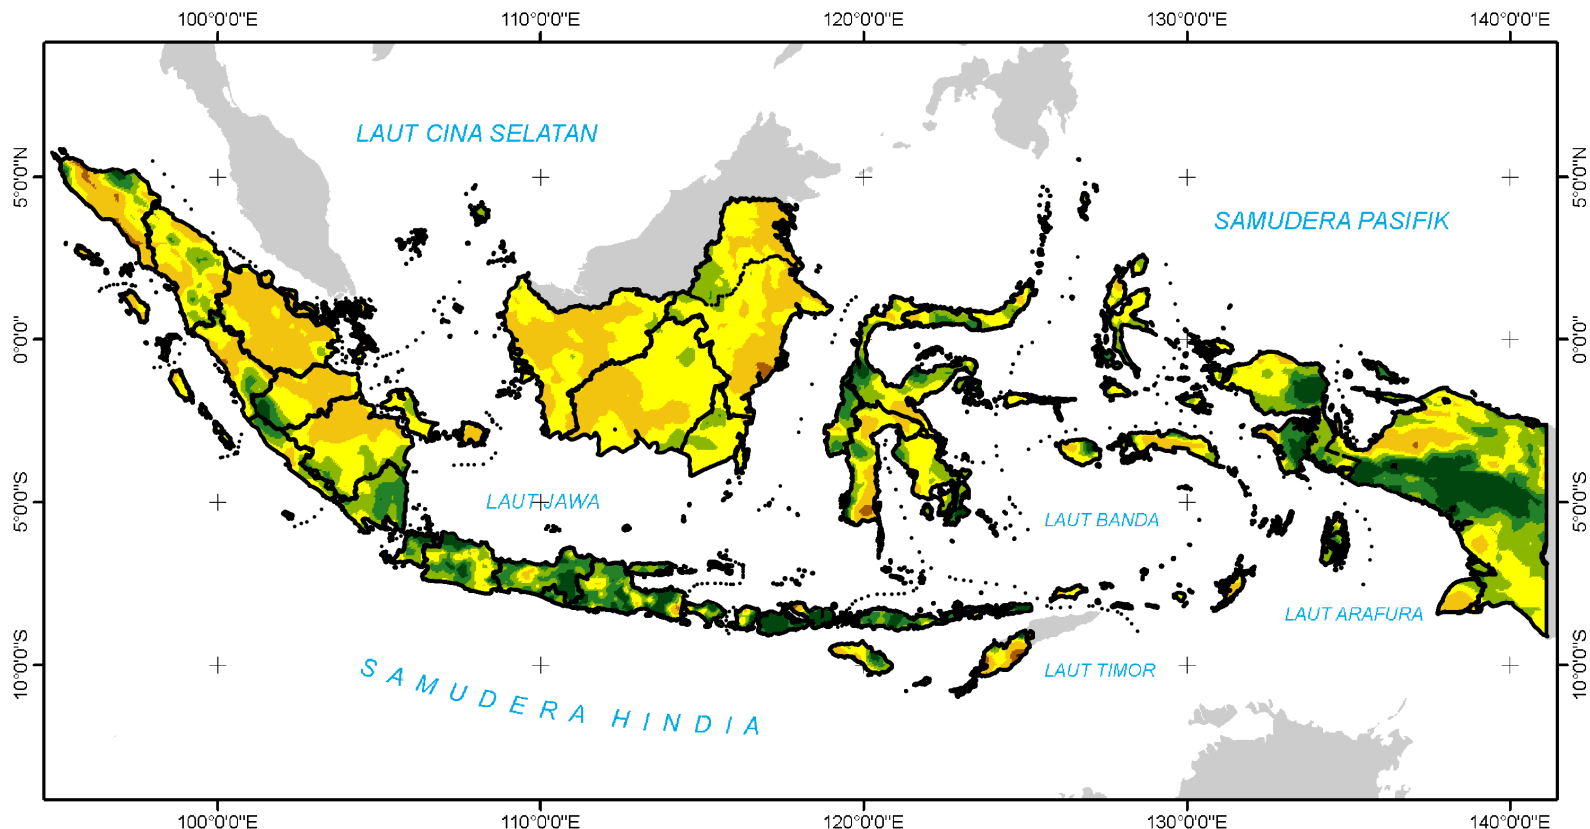 100°0'0"E 110°0'0"E 120°0'0"E 130°0'0"E 140°0'0"E
LAUT CINA SELATAN
5°0'0"N 5°0'0"N
SAMUDERA PASIFIK
0°0'0" 0°0'0"
LAUT JAWA
5°0'0"S 5°0'0"S
LAUT BANDA
LAUT ARAFURA
10°0'0"S 10°0'0"S
LAUT TIMOR
SAMUDERA HINDIA
100°0'0"E 110°0'0"E 120°0'0"E 130°0'0"E 140°0'0"E